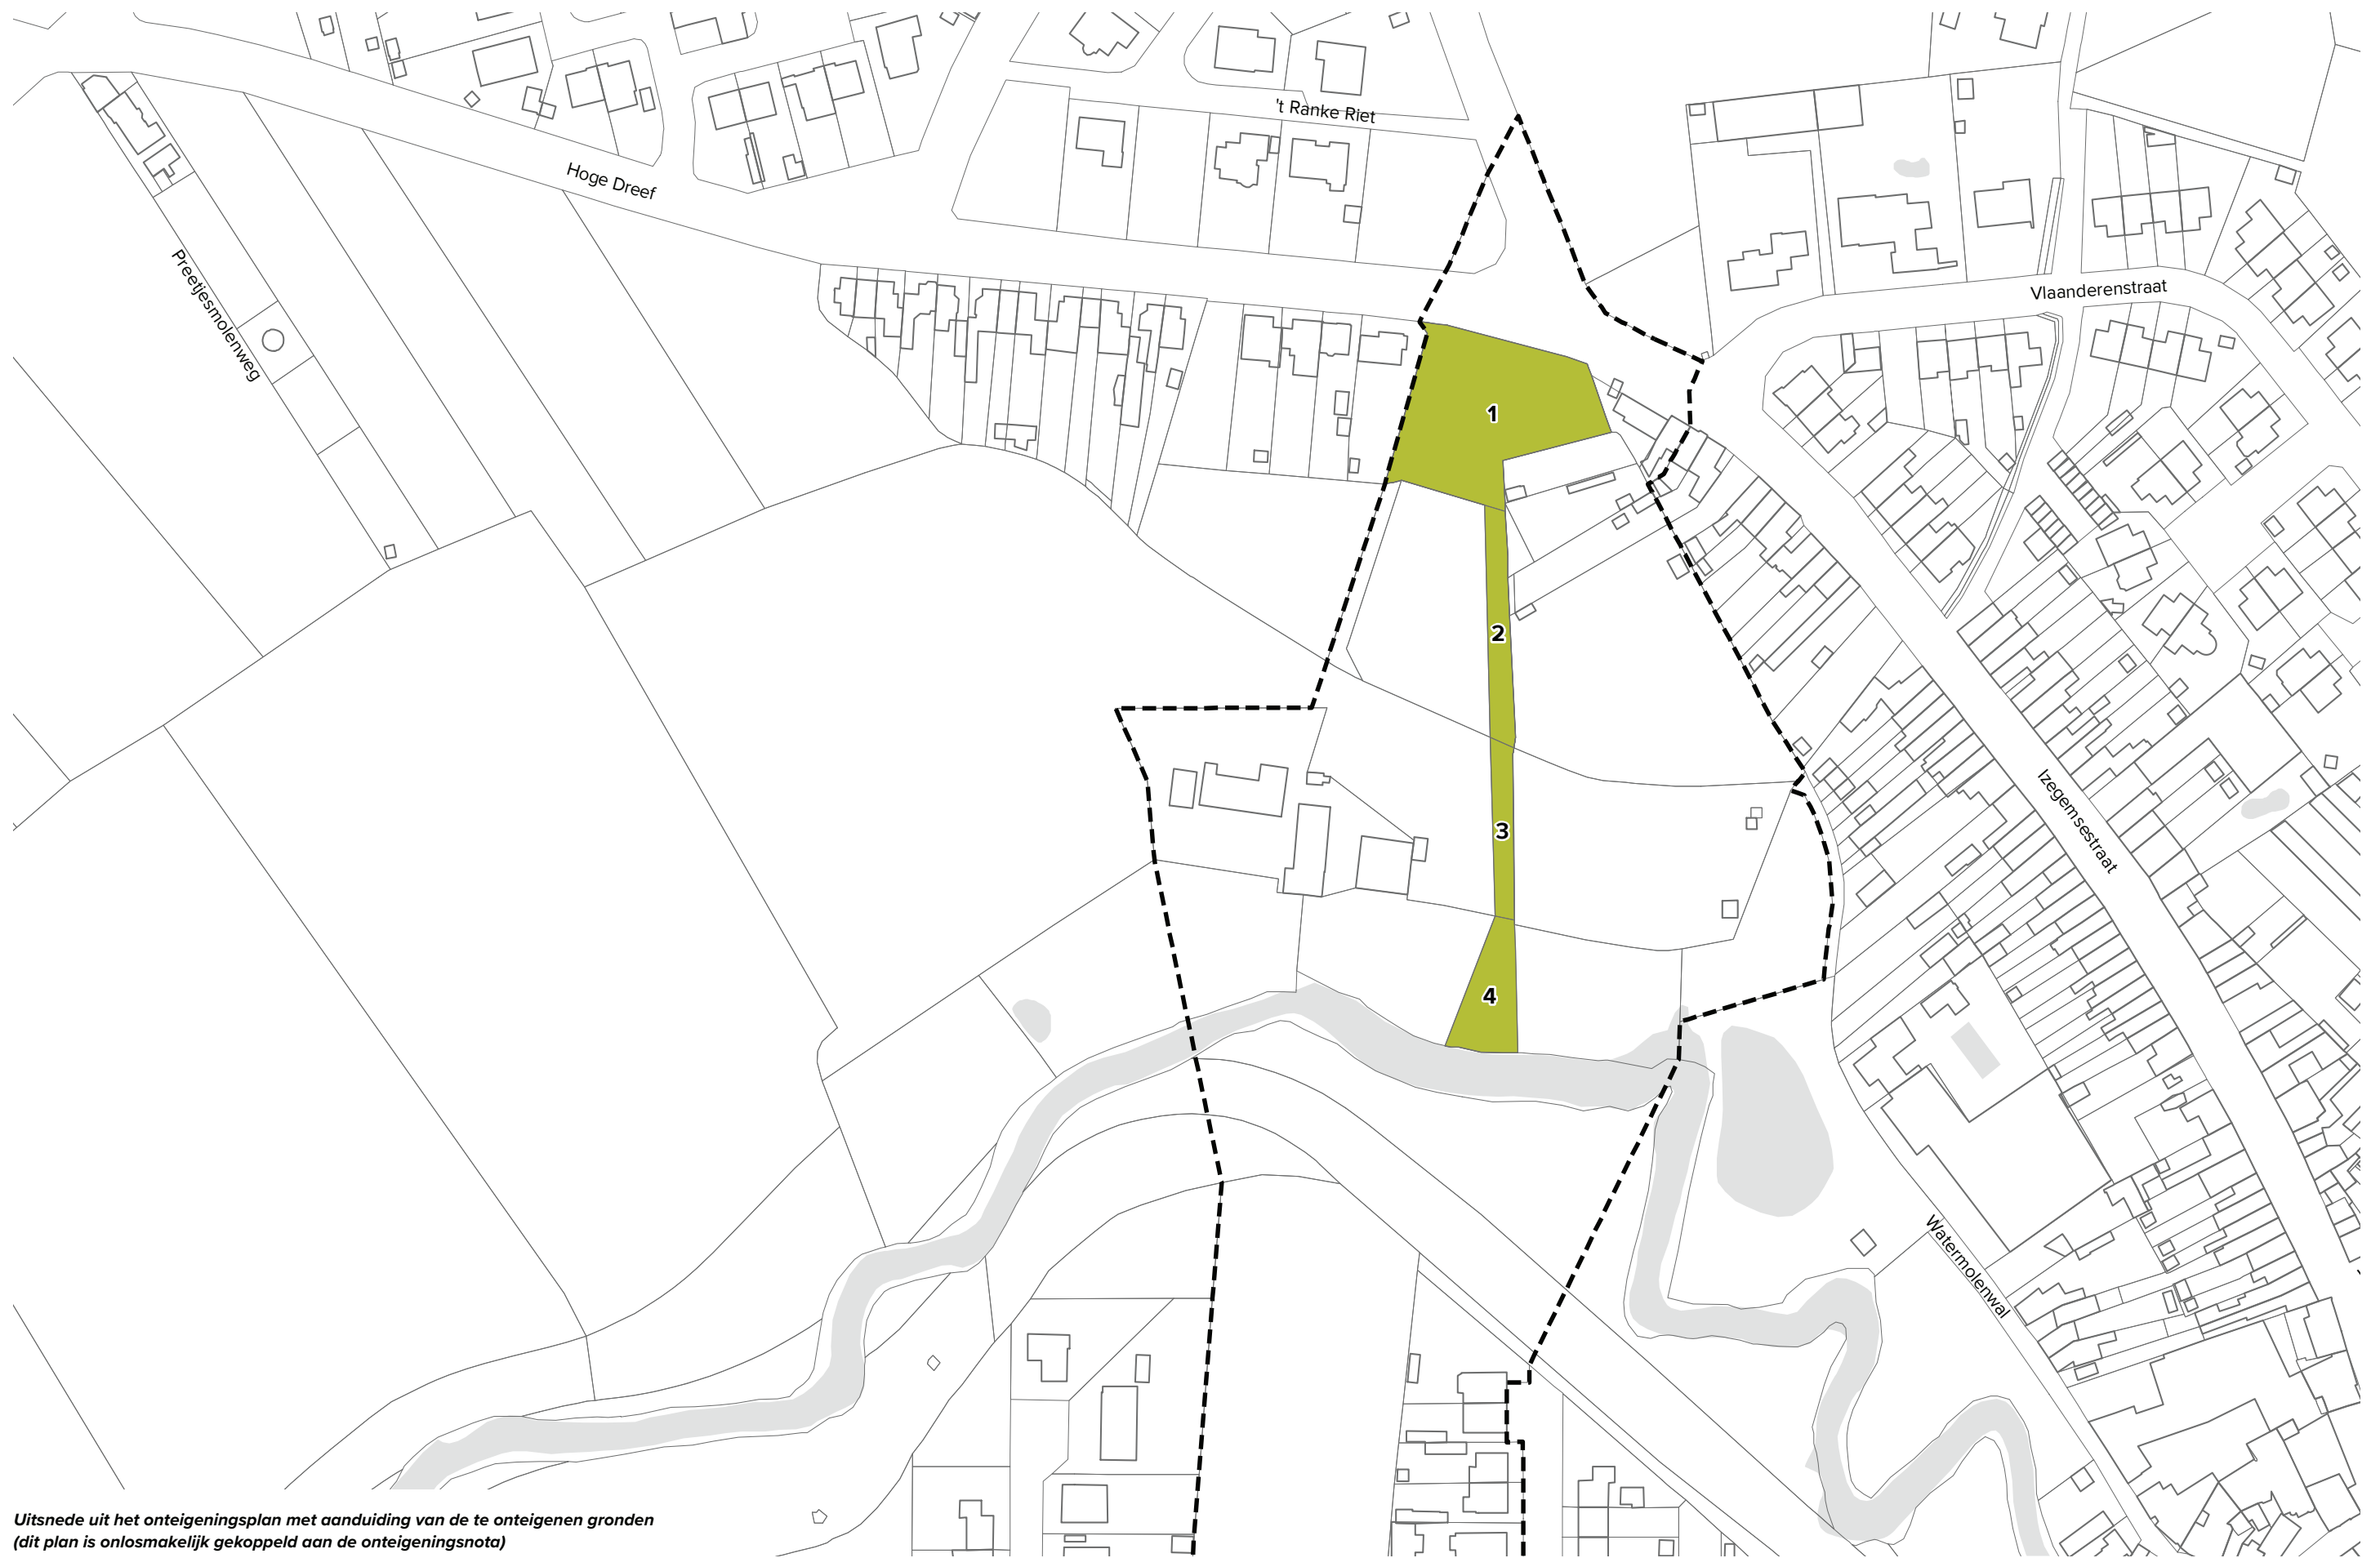 't Ranke Riet
Hoge Dreef
Preetjesmolenweg
Vlaanderenstraat
1
2
3
4
Izegemsestraat
Watermolenwal
Uitsnede uit het onteigeningsplan met aanduiding van de te onteigenen gronden
(dit plan is onlosmakelijk gekoppeld aan de onteigeningsnota)